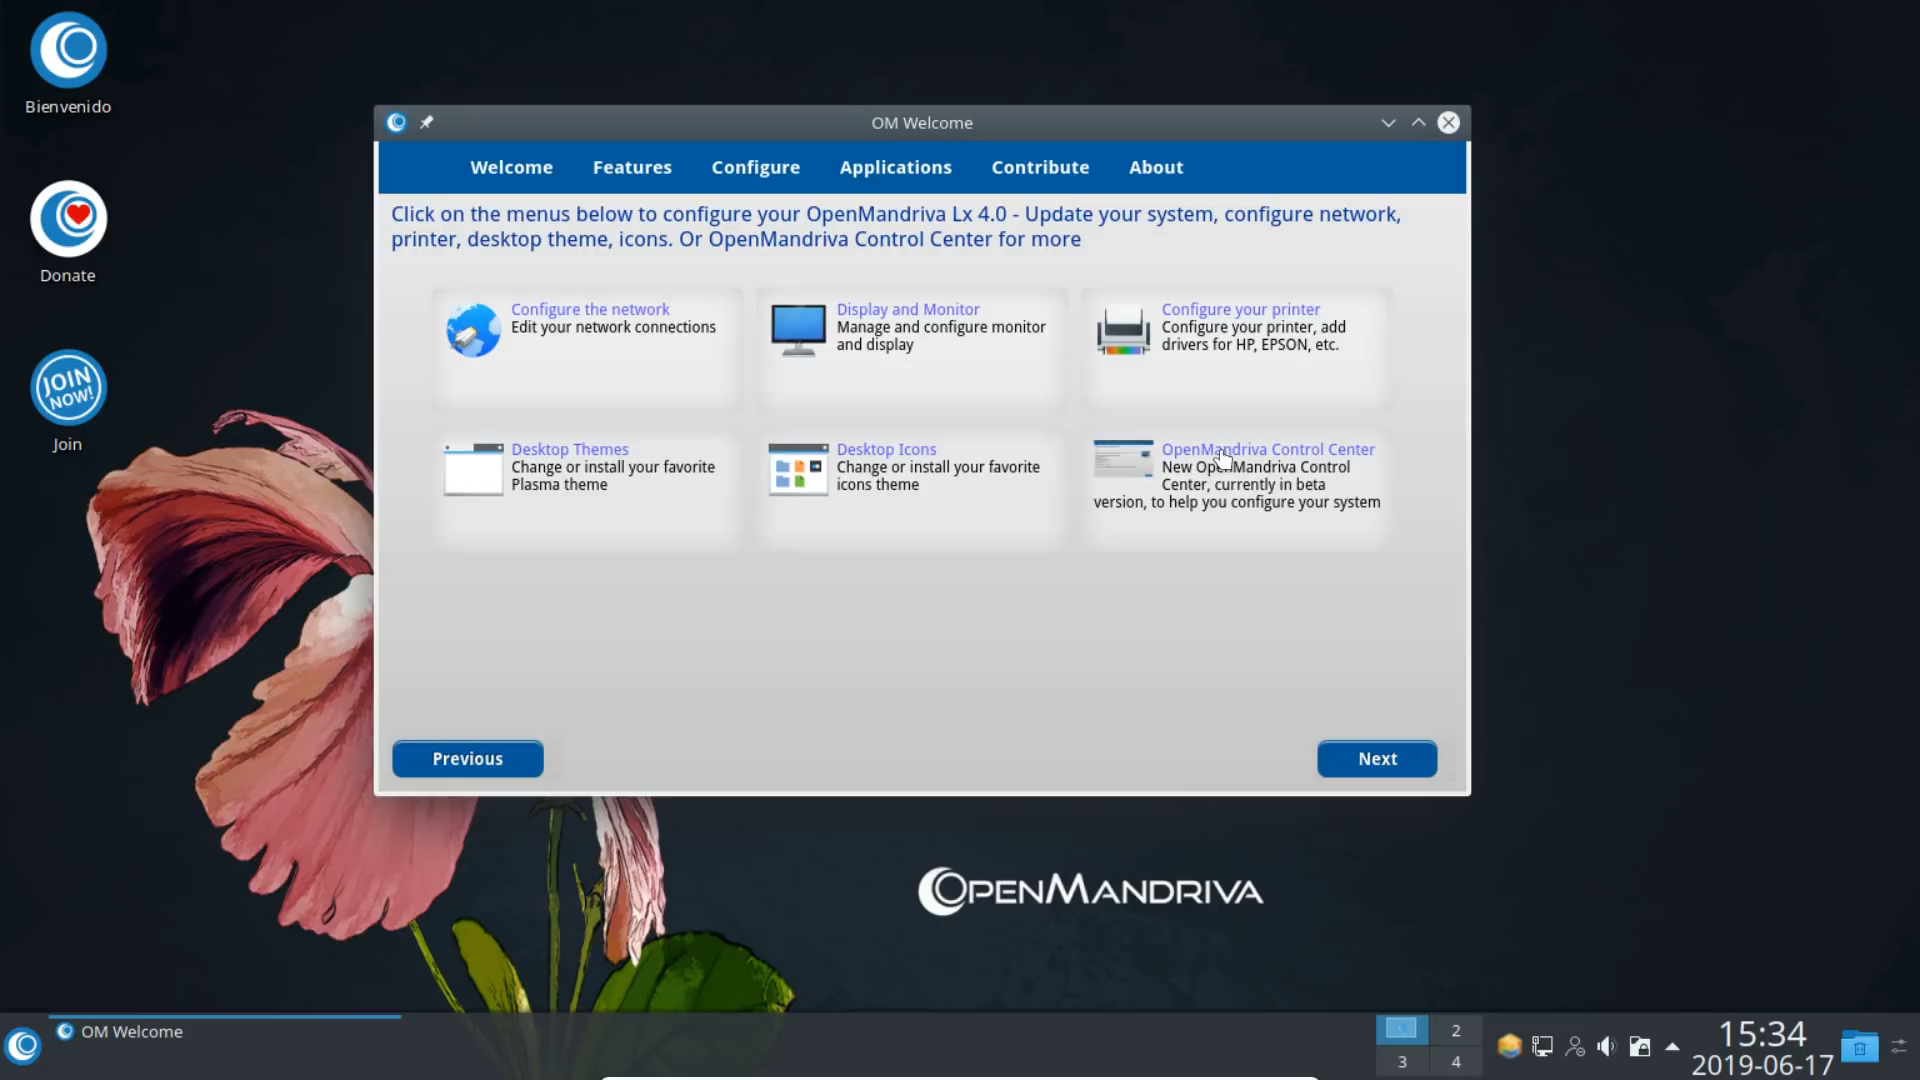 Bienvenido
Donate
JOIN
NOW!
Join
OM Welcome
Welcome Features Configure Applications Contribute About
Click on the menus below to configure your OpenMandriva Lx 4.0 - Update your system, configure network,
printer, desktop theme, icons. Or OpenMandriva Control Center for more
Configure the network
Edit your network connections
Display and Monitor
Manage and configure monitor
and display
Configure your printer
Configure your printer, add
drivers for HP, EPSON, etc.
Desktop Themes
Change or install your favorite
Plasma theme
Desktop Icons
Change or install your favorite
icons theme
OpenMandriva Control Center
New OpenMandriva Control
Center, currently in beta
version, to help you configure your system
Previous
Next
OPENMANDRIVA
OM Welcome
2
3 4
15:34
2019-06-17